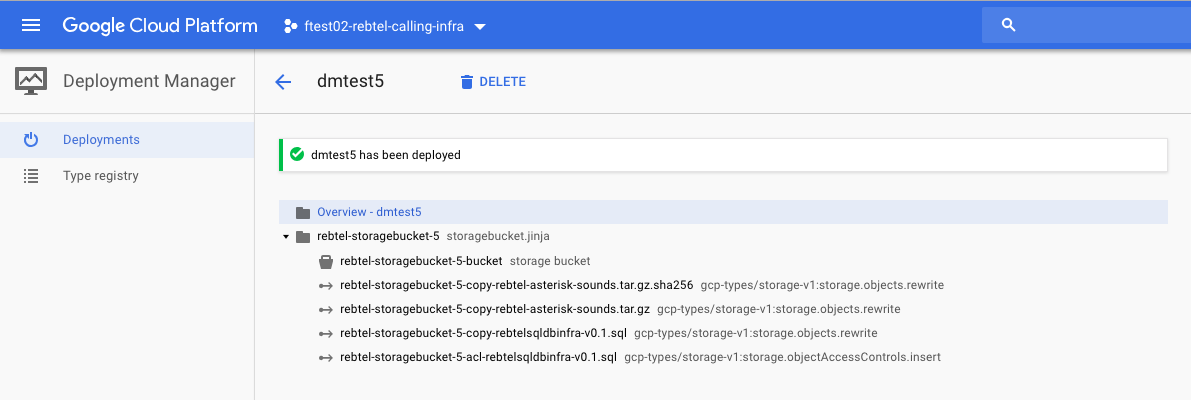 Google Cloud Platform ftest02-rebtel-calling-infra
Deployment Manager dmtest5 DELETE
Deployments
Type registry
dmtest5 has been deployed
Overview - dmtest5
rebtel-storagebucket-5 storagebucket.jinja
rebtel-storagebucket-5-bucket storage bucket
rebtel-storagebucket-5-copy-rebtel-asterisk-sounds.tar.gz.sha256 gcp-types/storage-v1:storage.objects.rewrite
rebtel-storagebucket-5-copy-rebtel-asterisk-sounds.tar.gz gcp-types/storage-v1:storage.objects.rewrite
rebtel-storagebucket-5-copy-rebtelsqldbinfra-v0.1.sql gcp-types/storage-v1:storage.objects.rewrite
rebtel-storagebucket-5-acl-rebtelsqldbinfra-v0.1.sql gcp-types/storage-v1:storage.objectAccessControls.insert